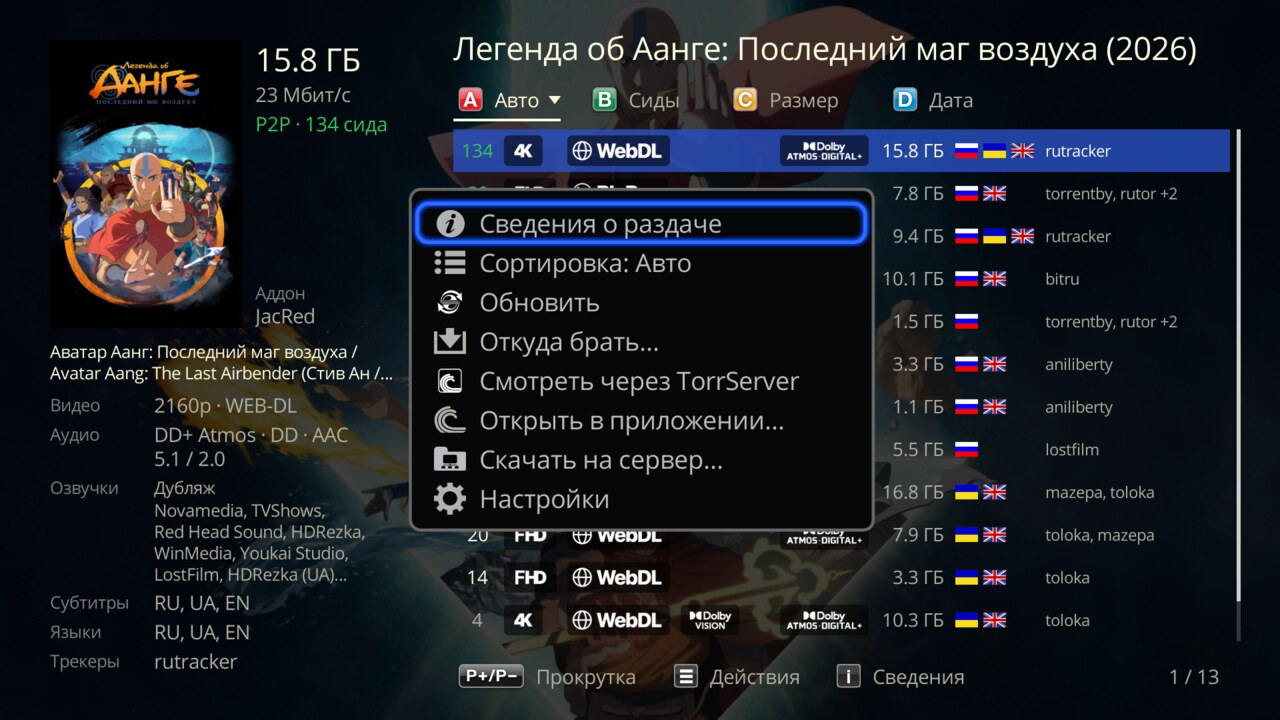 Легенда об
ААНГЕ
ПОСЛЕДНИЙ МАГ ВОЗДУХА
15.8 ГБ
23 Мбит/с
P2P · 134 сида
Аддон
JacRed
Аватар Аанг: Последний маг воздуха /
Avatar Aang: The Last Airbender (Стив Ан /...
Видео 2160p · WEB-DL
Аудио DD+ Atmos · DD · AAC
5.1 / 2.0
Озвучки Дубляж
Novamedia, TVShows,
Red Head Sound, HDRezka,
WinMedia, Youkai Studio,
LostFilm, HDRezka (UA)...
Субтитры RU, UA, EN
Языки RU, UA, EN
Трекеры rutracker
Легенда об Аанге: Последний маг воздуха (2026)
A Авто B Сиды C Размер D Дата
134 4K WebDL Dolby ATMOS·DIGITAL+ 15.8 ГБ rutracker
7.8 ГБ torrentby, rutor +2
9.4 ГБ rutracker
10.1 ГБ bitru
1.5 ГБ torrentby, rutor +2
3.3 ГБ aniliberty
1.1 ГБ aniliberty
5.5 ГБ lostfilm
16.8 ГБ mazepa, toloka
20 FHD WebDL ATMOS·DIGITAL+ 7.9 ГБ toloka, mazepa
14 FHD WebDL 3.3 ГБ toloka
4 4K WebDL Dolby VISION Dolby ATMOS·DIGITAL+ 10.3 ГБ toloka
Сведения о раздаче
Сортировка: Авто
Обновить
Откуда брать...
Смотреть через TorrServer
Открыть в приложении...
Скачать на сервер...
Настройки
P+/P− Прокрутка Действия i Сведения 1 / 13